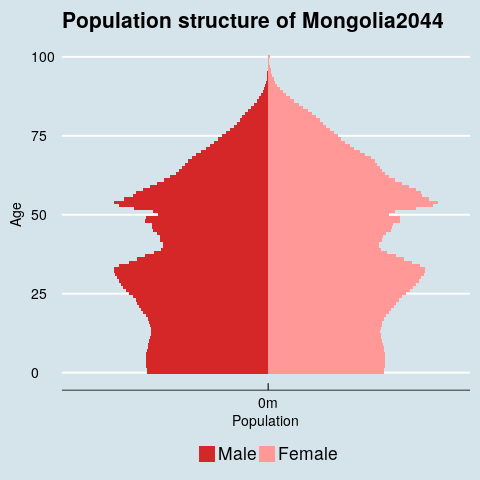 Population structure of Mongolia2044
100
75
50
25
0
Age
0m
Population
Male Female